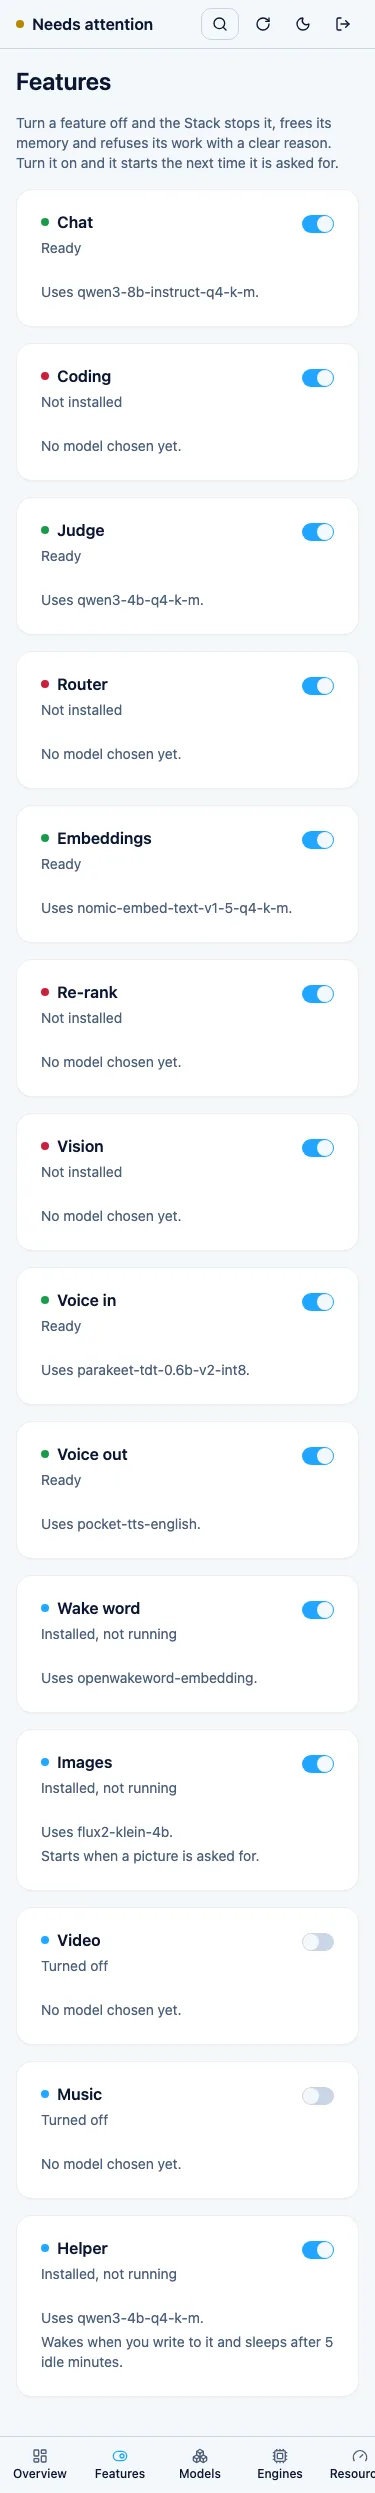 Needs attention
Features
Turn a feature off and the Stack stops it, frees its
memory and refuses its work with a clear reason.
Turn it on and it starts the next time it is asked for.
Chat
Ready
Uses qwen3-8b-instruct-q4-k-m.
Coding
Not installed
No model chosen yet.
Judge
Ready
Uses qwen3-4b-q4-k-m.
Router
Not installed
No model chosen yet.
Embeddings
Ready
Uses nomic-embed-text-v1-5-q4-k-m.
Re-rank
Not installed
No model chosen yet.
Vision
Not installed
No model chosen yet.
Voice in
Ready
Uses parakeet-tdt-0.6b-v2-int8.
Voice out
Ready
Uses pocket-tts-english.
Wake word
Installed, not running
Uses openwakeword-embedding.
Images
Installed, not running
Uses flux2-klein-4b.
Starts when a picture is asked for.
Video
Turned off
No model chosen yet.
Music
Turned off
No model chosen yet.
Helper
Installed, not running
Uses qwen3-4b-q4-k-m.
Wakes when you write to it and sleeps after 5
idle minutes.
Overview Features Models Engines Resourc